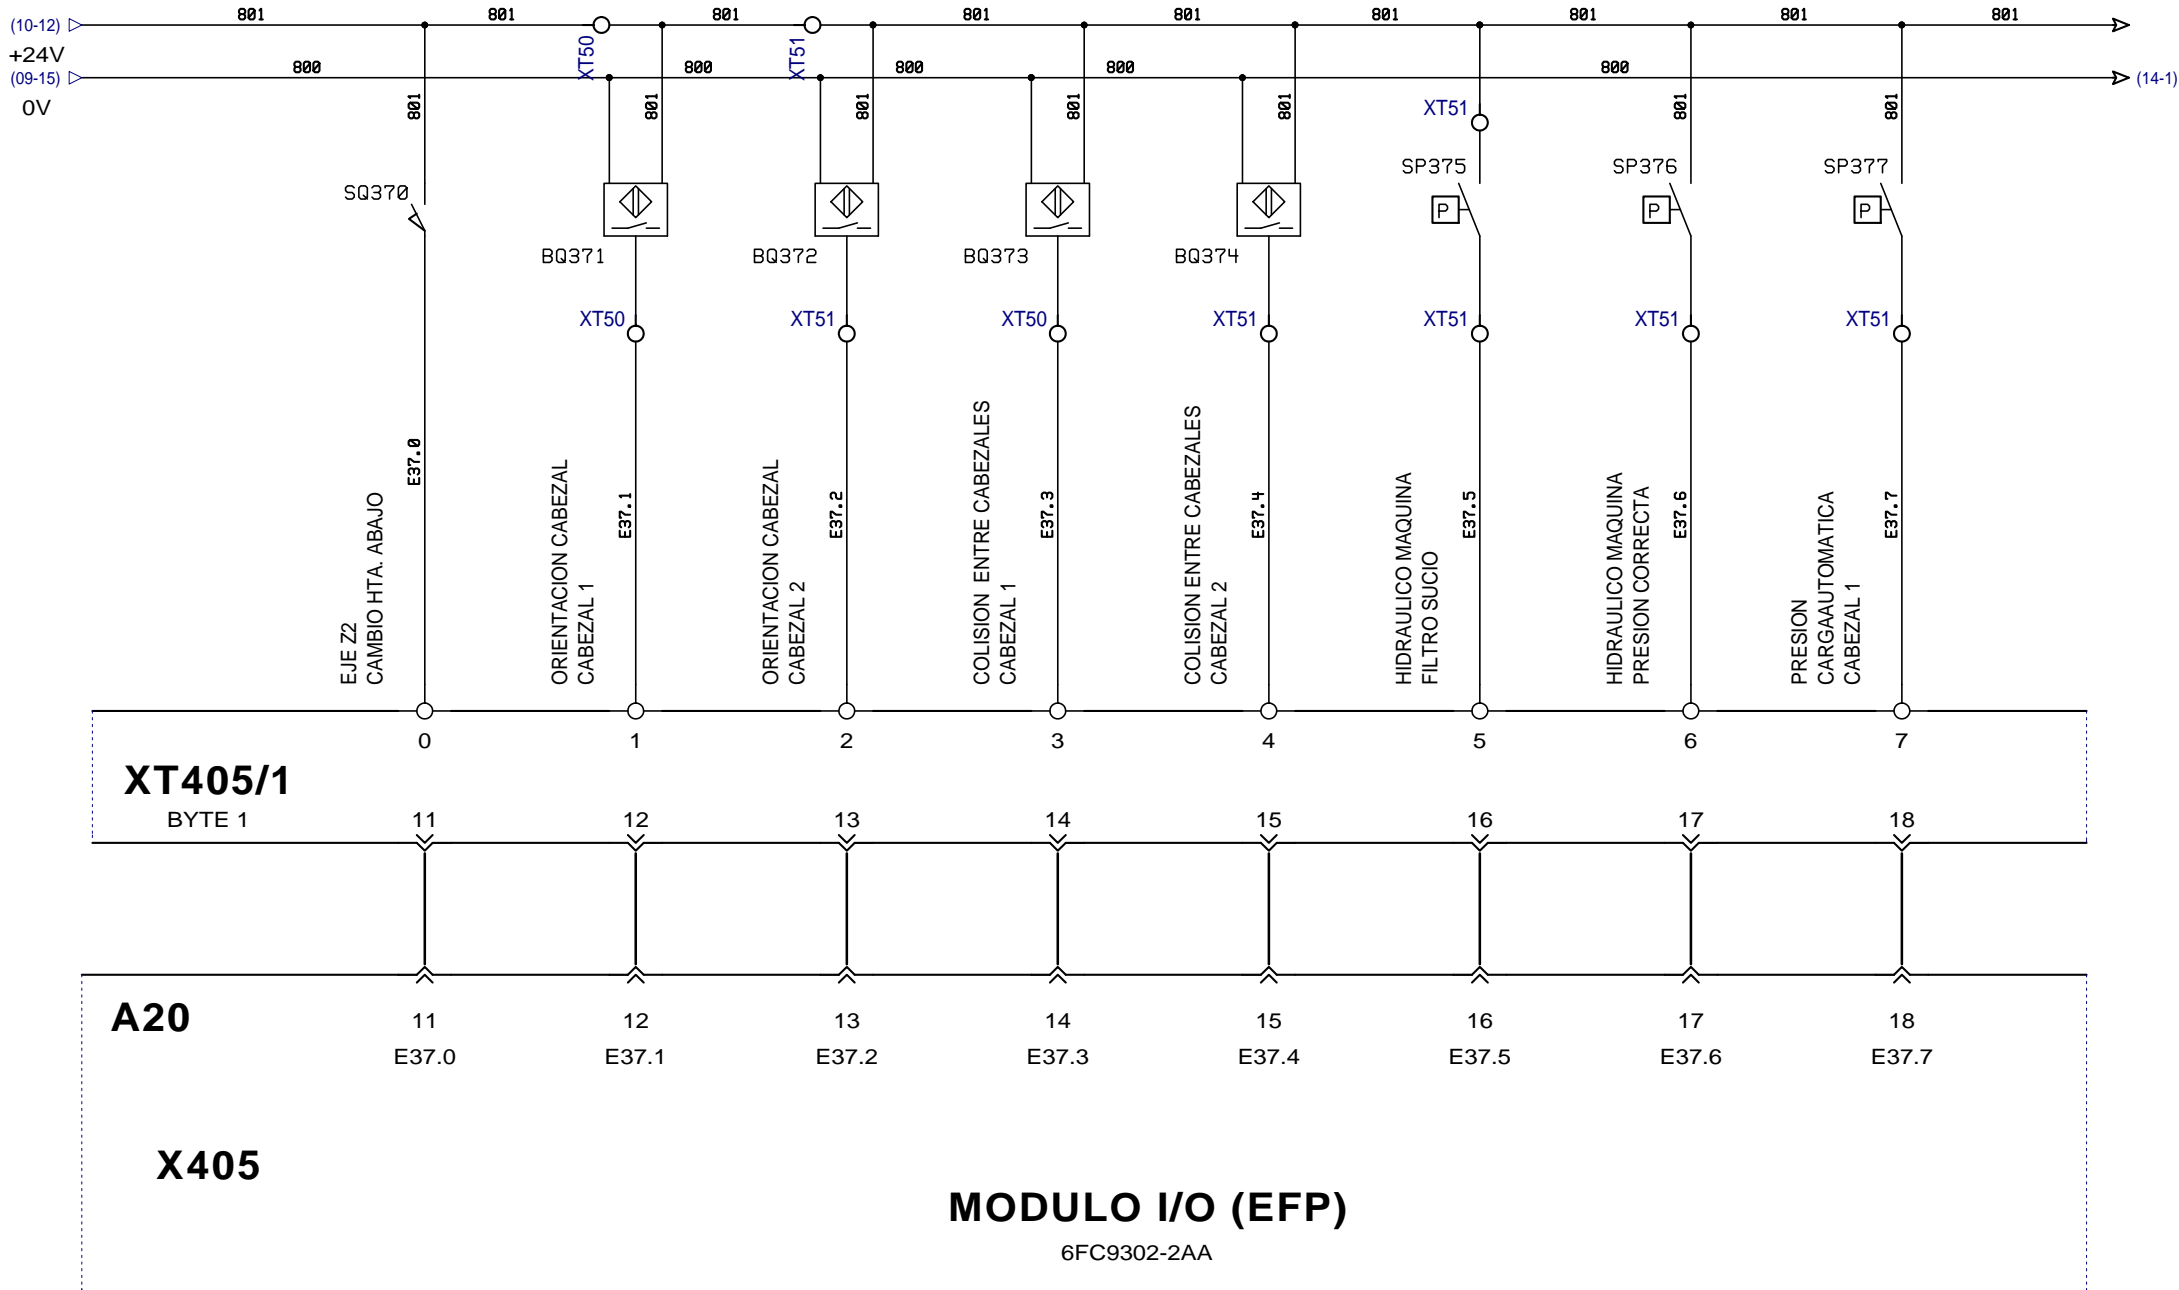 801 801 801 801 801 801 801 801 801
(10-12)
+24V
(09-15) 800 XT50 800 XT51 800 800 800 (14-1)
0V
801 801 801 801 801 XT51 801 801
SQ370 SP375 SP376 SP377
P P P
BQ371 BQ372 BQ373 BQ374
XT50 XT51 XT50 XT51 XT51 XT51 XT51
E37.0 E37.1 E37.2 E37.3 E37.4 E37.5 E37.6 E37.7
EJE Z2
CAMBIO HTA. ABAJO
ORIENTACION CABEZAL
CABEZAL 1
ORIENTACION CABEZAL
CABEZAL 2
COLISION ENTRE CABEZALES
CABEZAL 1
COLISION ENTRE CABEZALES
CABEZAL 2
HIDRAULICO MAQUINA
FILTRO SUCIO
HIDRAULICO MAQUINA
PRESION CORRECTA
PRESION
CARGAAUTOMATICA
CABEZAL 1
0 1 2 3 4 5 6 7
XT405/1
BYTE 1 11 12 13 14 15 16 17 18
A20 11 12 13 14 15 16 17 18
E37.0 E37.1 E37.2 E37.3 E37.4 E37.5 E37.6 E37.7
X405
MODULO I/O (EFP)
6FC9302-2AA